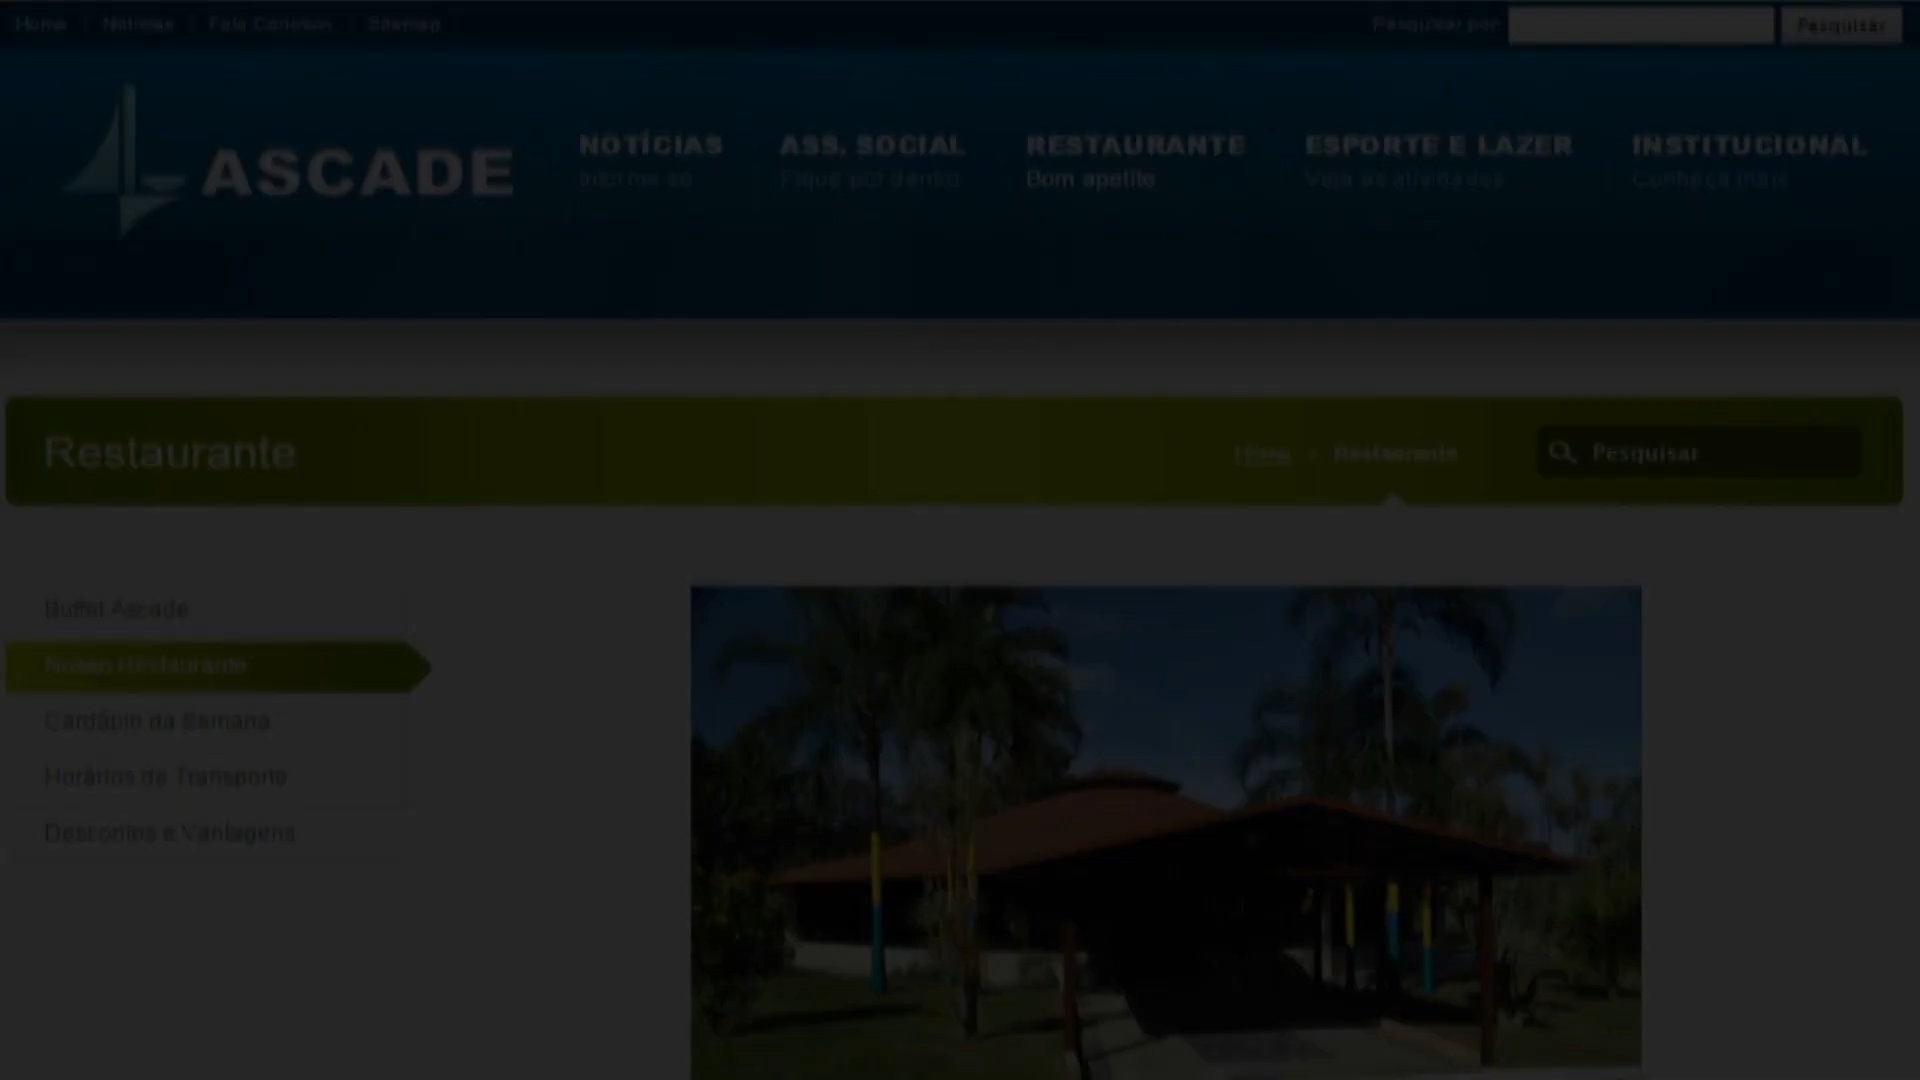 Home Notícias Fale Conosco Sitemap Pesquisar por Pesquisar
ASCADE
NOTÍCIAS ASS. SOCIAL RESTAURANTE ESPORTE E LAZER INSTITUCIONAL
Informe-se Fique por dentro Bom apetite Veja as atividades Conheça mais
Restaurante Home Restaurante Pesquisar
Buffet Ascade
Nosso Restaurante
Cardápio da Semana
Horários de Transporte
Descontos e Vantagens